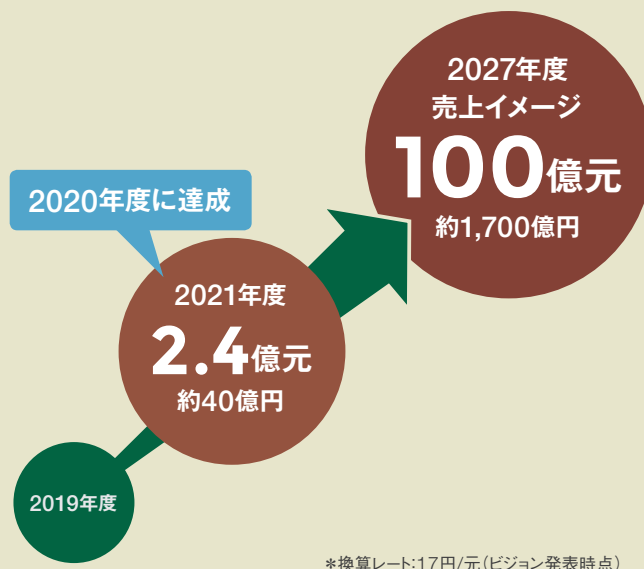 2027年度
売上イメージ
100億元
約1,700億円
2020年度に達成
2021年度
2.4億元
約40億円
2019年度
*換算レート:17円/元(ビジョン発表時点)